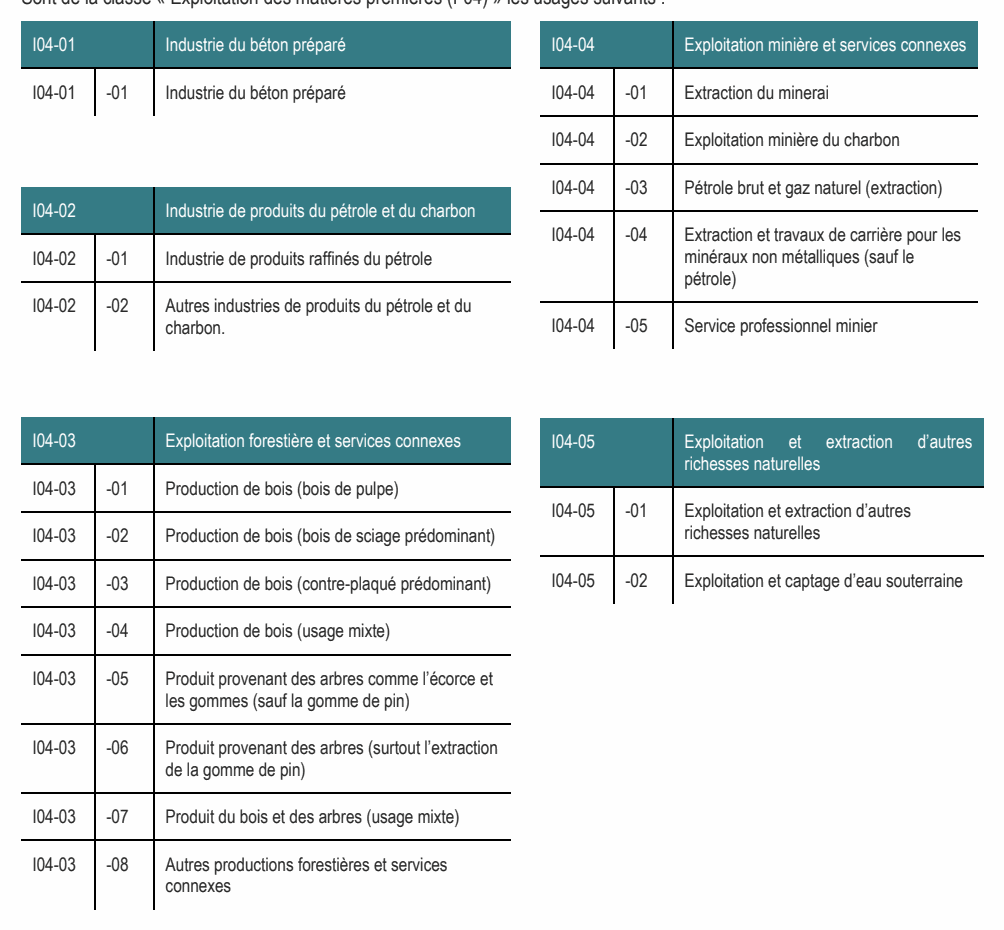 Sont de la classe « Exploitation des matières premières (I-04) » les usages suivants :
I04-01 Industrie du béton préparé
I04-01 -01 Industrie du béton préparé
I04-02 Industrie de produits du pétrole et du charbon
I04-02 -01 Industrie de produits raffinés du pétrole
I04-02 -02 Autres industries de produits du pétrole et du
charbon.
I04-03 Exploitation forestière et services connexes
I04-03 -01 Production de bois (bois de pulpe)
I04-03 -02 Production de bois (bois de sciage prédominant)
I04-03 -03 Production de bois (contre-plaqué prédominant)
I04-03 -04 Production de bois (usage mixte)
I04-03 -05 Produit provenant des arbres comme l’écorce et
les gommes (sauf la gomme de pin)
I04-03 -06 Produit provenant des arbres (surtout l’extraction
de la gomme de pin)
I04-03 -07 Produit du bois et des arbres (usage mixte)
I04-03 -08 Autres productions forestières et services
connexes
I04-04 Exploitation minière et services connexes
I04-04 -01 Extraction du minerai
I04-04 -02 Exploitation minière du charbon
I04-04 -03 Pétrole brut et gaz naturel (extraction)
I04-04 -04 Extraction et travaux de carrière pour les
minéraux non métalliques (sauf le
pétrole)
I04-04 -05 Service professionnel minier
I04-05 Exploitation et extraction d’autres
richesses naturelles
I04-05 -01 Exploitation et extraction d’autres
richesses naturelles
I04-05 -02 Exploitation et captage d’eau souterraine